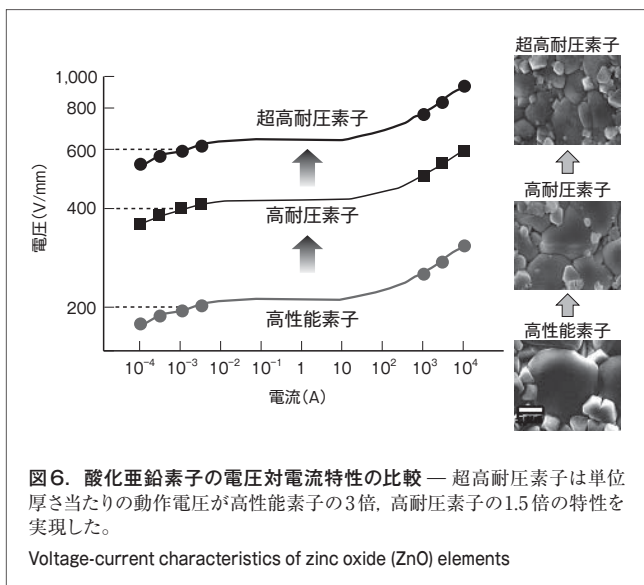 1,000
800
600
400
200
電圧(V/mm)
超高耐圧素子
高耐圧素子
高性能素子
10⁻⁴ 10⁻³ 10⁻² 10⁻¹ 1 10 10² 10³ 10⁴
電流(A)
超高耐圧素子
高耐圧素子
高性能素子
図6. 酸化亜鉛素子の電圧対電流特性の比較 — 超高耐圧素子は単位
厚さ当たりの動作電圧が高性能素子の3倍，高耐圧素子の1.5倍の特性を
実現した。
Voltage-current characteristics of zinc oxide (ZnO) elements